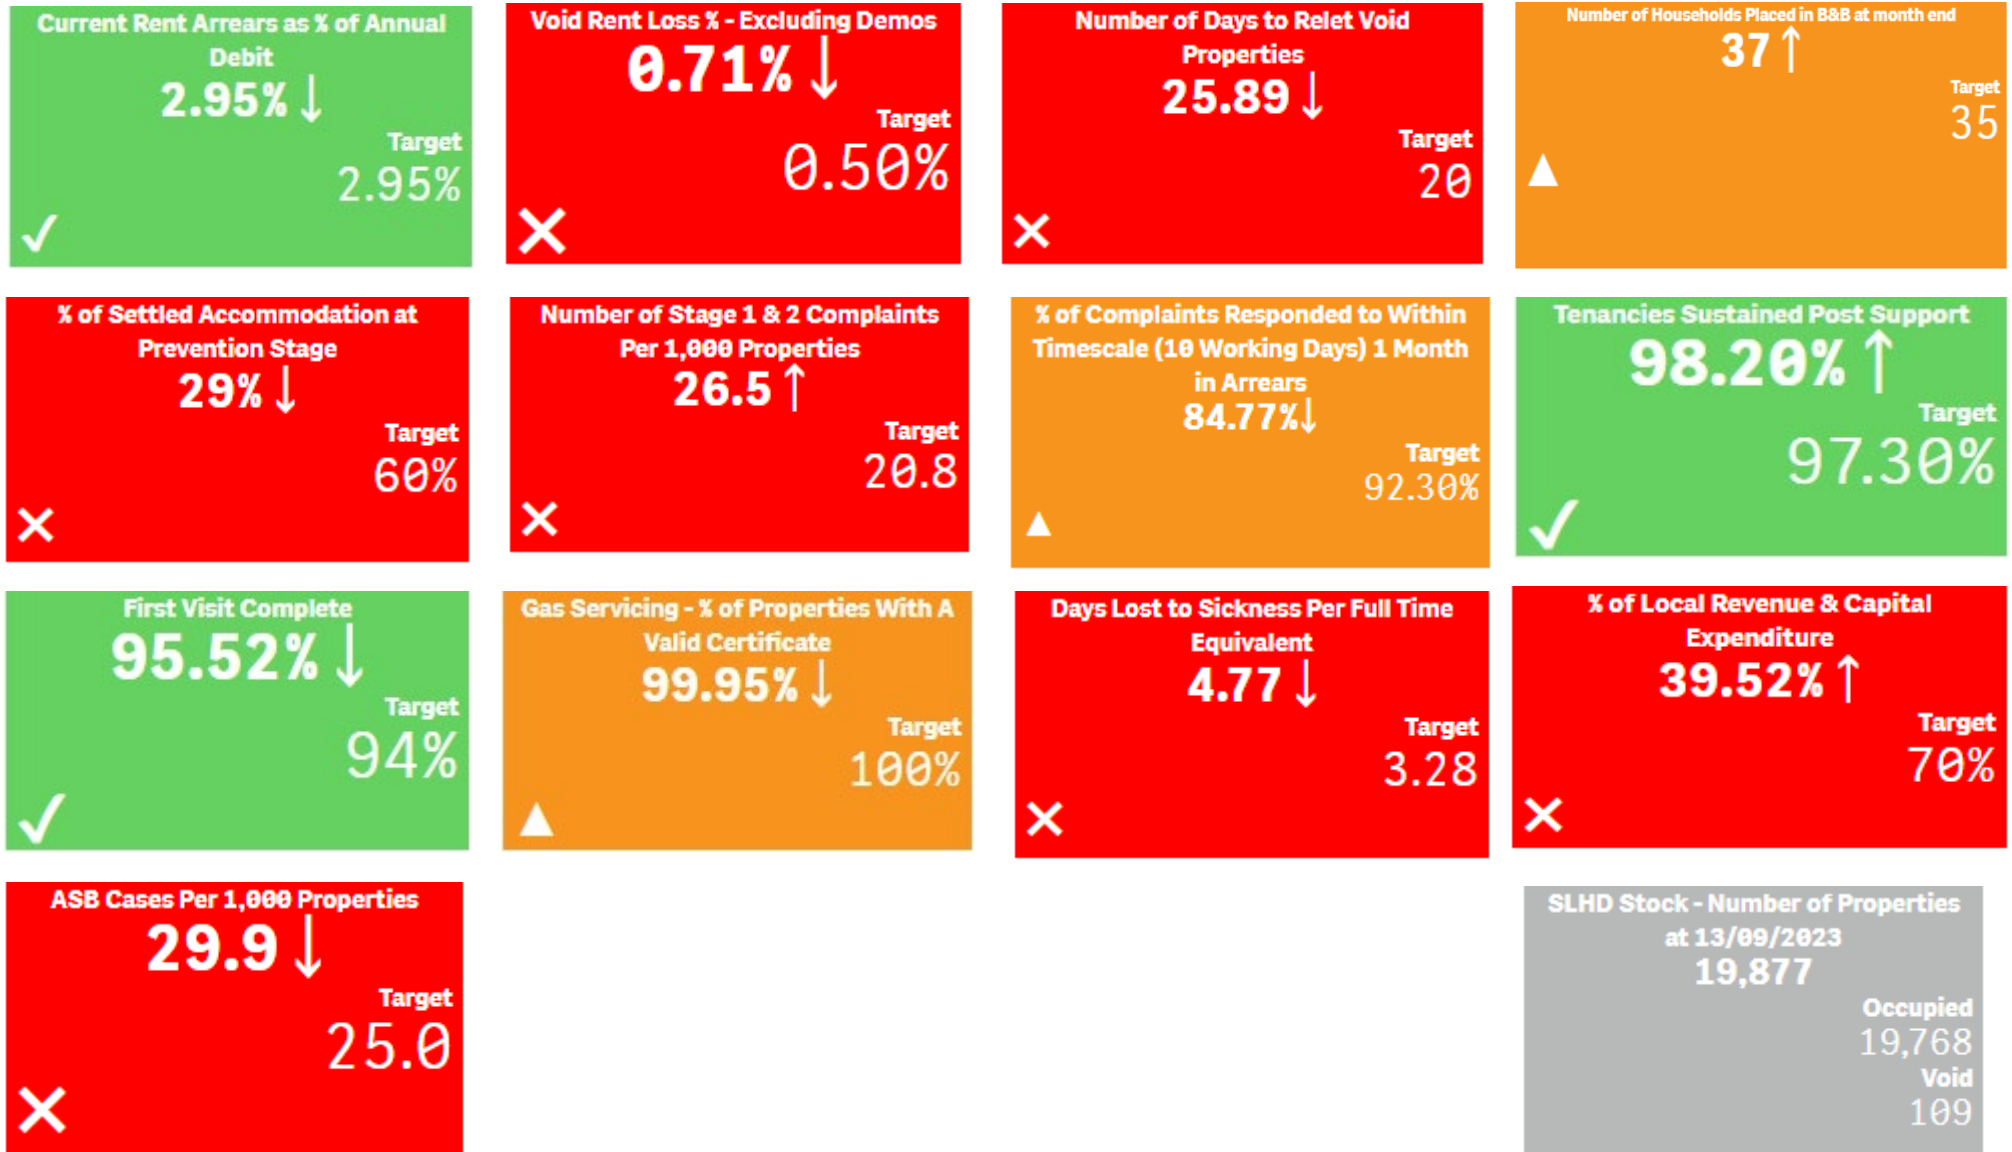 Current Rent Arrears as % of Annual
Debit
2.95% ↓
Target
2.95%
✓
Void Rent Loss % - Excluding Demos
0.71% ↓
Target
0.50%
✕
Number of Days to Relet Void
Properties
25.89 ↓
Target
20
✕
Number of Households Placed in B&B at month end
37 ↑
Target
35
▲
% of Settled Accommodation at
Prevention Stage
29% ↓
Target
60%
✕
Number of Stage 1 & 2 Complaints
Per 1,000 Properties
26.5 ↑
Target
20.8
✕
% of Complaints Responded to Within
Timescale (10 Working Days) 1 Month
in Arrears
84.77%↓
Target
92.30%
▲
Tenancies Sustained Post Support
98.20% ↑
Target
97.30%
✓
First Visit Complete
95.52% ↓
Target
94%
✓
Gas Servicing - % of Properties With A
Valid Certificate
99.95% ↓
Target
100%
▲
Days Lost to Sickness Per Full Time
Equivalent
4.77 ↓
Target
3.28
✕
% of Local Revenue & Capital
Expenditure
39.52% ↑
Target
70%
✕
ASB Cases Per 1,000 Properties
29.9 ↓
Target
25.0
✕
SLHD Stock - Number of Properties
at 13/09/2023
19,877
Occupied
19,768
Void
109